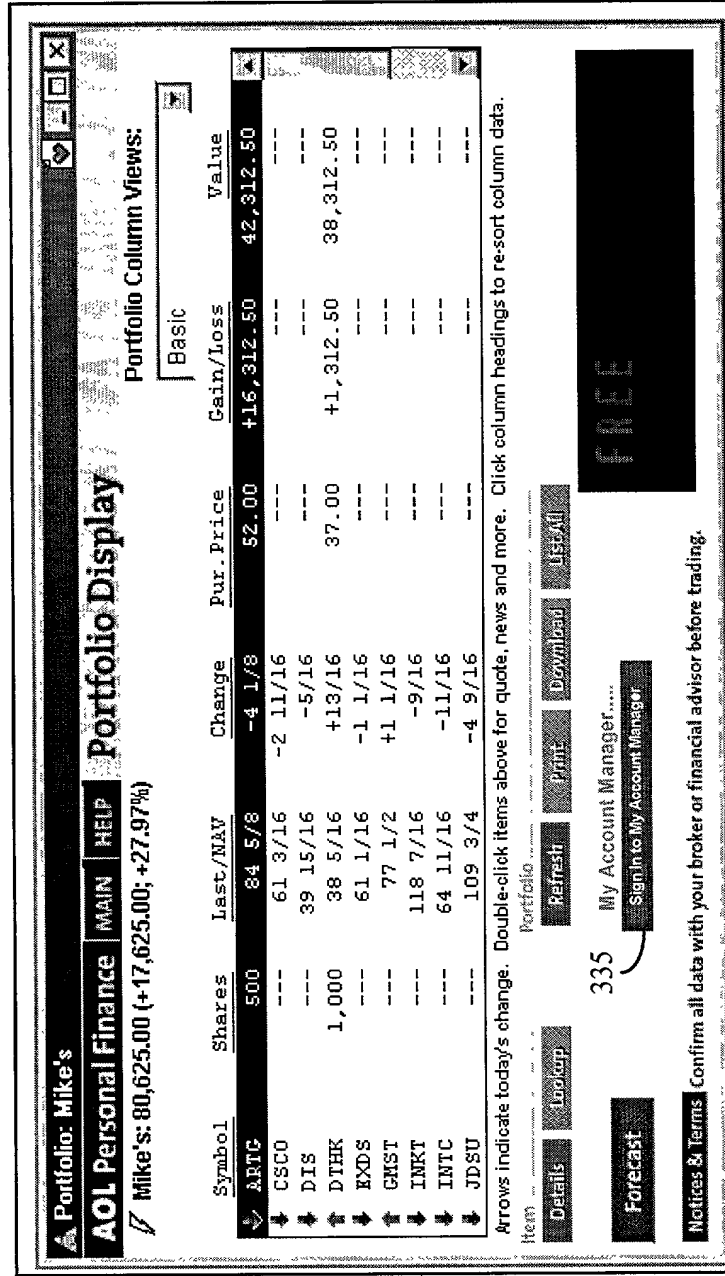 Portfolio: Mike's
AOL Personal Finance MAIN HELP Portfolio Display
Mike's: 80,625.00 (+17,625.00; +27.97%)
Portfolio Column Views:
Basic
Symbol Shares Last/NAV Change Pur.Price Gain/Loss Value
ARTG 500 84 5/8 -4 1/8 52.00 +16,312.50 42,312.50
CSCO --- 61 3/16 -2 11/16 --- --- ---
DIS --- 39 15/16 -5/16 --- --- ---
DTHK 1,000 38 5/16 +13/16 37.00 +1,312.50 38,312.50
EXDS --- 61 1/16 -1 1/16 --- --- ---
GMST --- 77 1/2 +1 1/16 --- --- ---
INKT --- 118 7/16 -9/16 --- --- ---
INTC --- 64 11/16 -11/16 --- --- ---
JDSU --- 109 3/4 -4 9/16 --- --- ---
Arrows indicate today's change. Double-click items above for quote, news and more. Click column headings to re-sort column data.
Item Portfolio
Details Lookup Refresh Print Download List All
335
My Account Manager.....
Forecast Sign In to My Account Manager
FREE
Notices & Terms Confirm all data with your broker or financial advisor before trading.